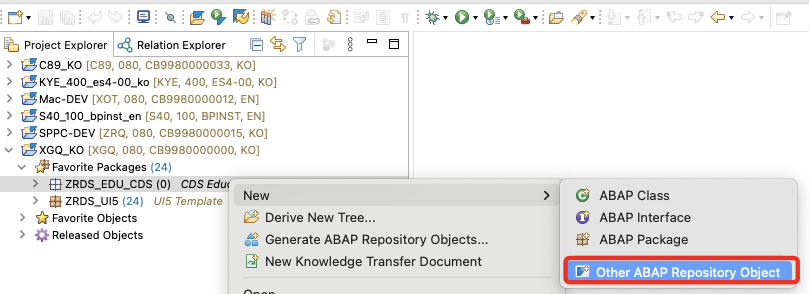 Project Explorer
Relation Explorer
C89_KO [C89, 080, CB9980000033, KO]
KYE_400_es4-00_ko [KYE, 400, ES4-00, KO]
Mac-DEV [XOT, 080, CB9980000012, EN]
S40_100_bpinst_en [S40, 100, BPINST, EN]
SPPC-DEV [ZRQ, 080, CB9980000015, KO]
XGQ_KO [XGQ, 080, CB9980000000, KO]
Favorite Packages (24)
ZRDS_EDU_CDS (0) CDS Educ
ZRDS_UI5 (24) UI5 Template
Favorite Objects
Released Objects
New
Derive New Tree...
Generate ABAP Repository Objects...
New Knowledge Transfer Document
ABAP Class
ABAP Interface
ABAP Package
Other ABAP Repository Object